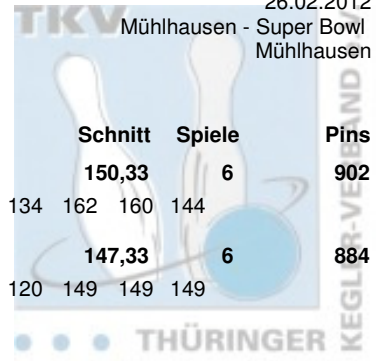 26.02.2012
TKV
Mühlhausen - Super Bowl
Mühlhausen
Schnitt Spiele Pins
150,33 6 902
134 162 160 144
147,33 6 884
120 149 149 149
THÜRINGER
KEGLER-VERBAND